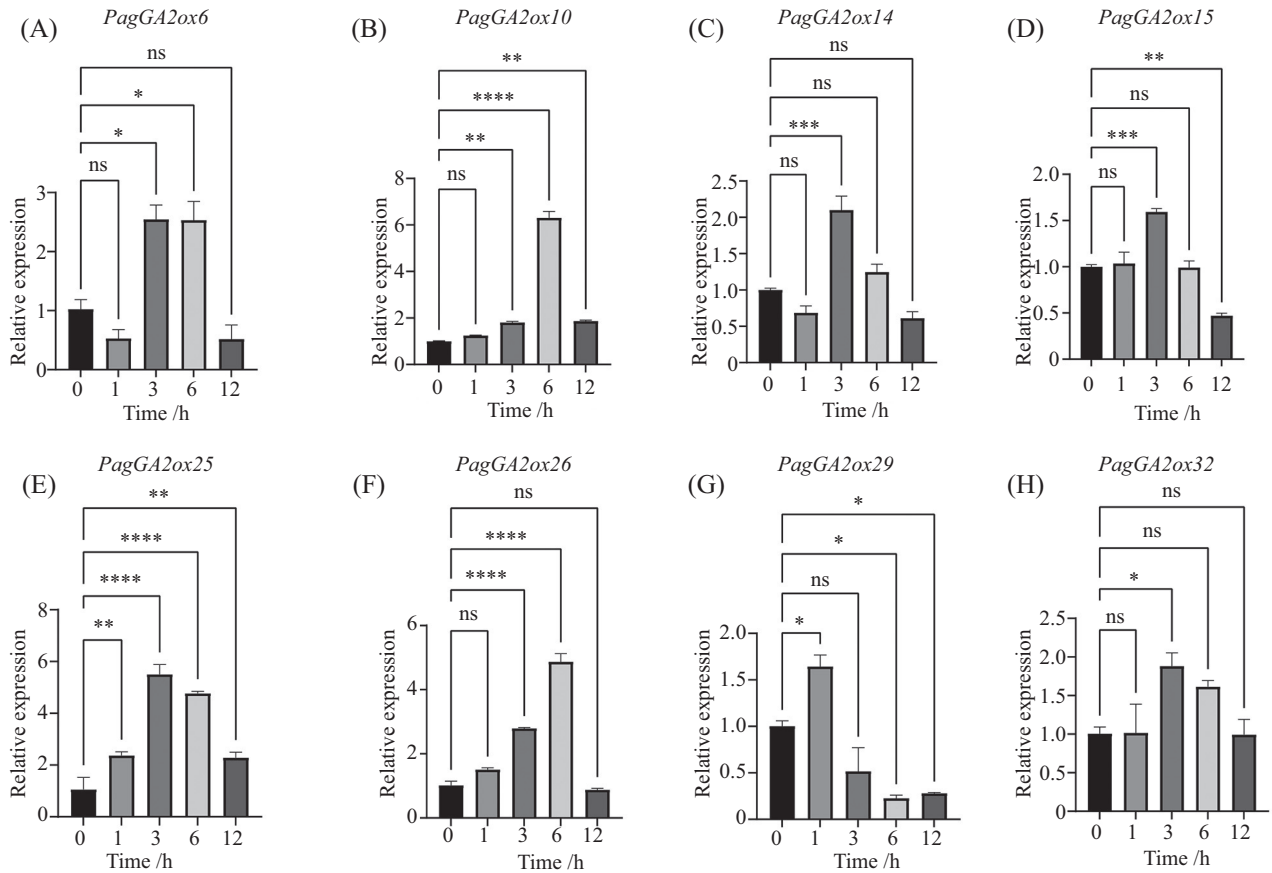 (A) PagGA2ox6
ns
*
*
ns
Relative expression
3
2
1
0
0 1 3 6 12
Time /h
(B) PagGA2ox10
**
****
**
ns
Relative expression
8
6
4
2
0
0 1 3 6 12
Time /h
(C) PagGA2ox14
ns
ns
***
ns
Relative expression
2.5
2.0
1.5
1.0
0.5
0
0 1 3 6 12
Time /h
(D) PagGA2ox15
**
ns
***
ns
Relative expression
2.0
1.5
1.0
0.5
0
0 1 3 6 12
Time /h
(E) PagGA2ox25
**
****
****
**
Relative expression
8
6
4
2
0
0 1 3 6 12
Time /h
(F) PagGA2ox26
ns
****
****
ns
Relative expression
6
4
2
0
0 1 3 6 12
Time /h
(G) PagGA2ox29
*
*
ns
*
Relative expression
2.0
1.5
1.0
0.5
0
0 1 3 6 12
Time /h
(H) PagGA2ox32
ns
ns
*
ns
Relative expression
2.5
2.0
1.5
1.0
0.5
0
0 1 3 6 12
Time /h